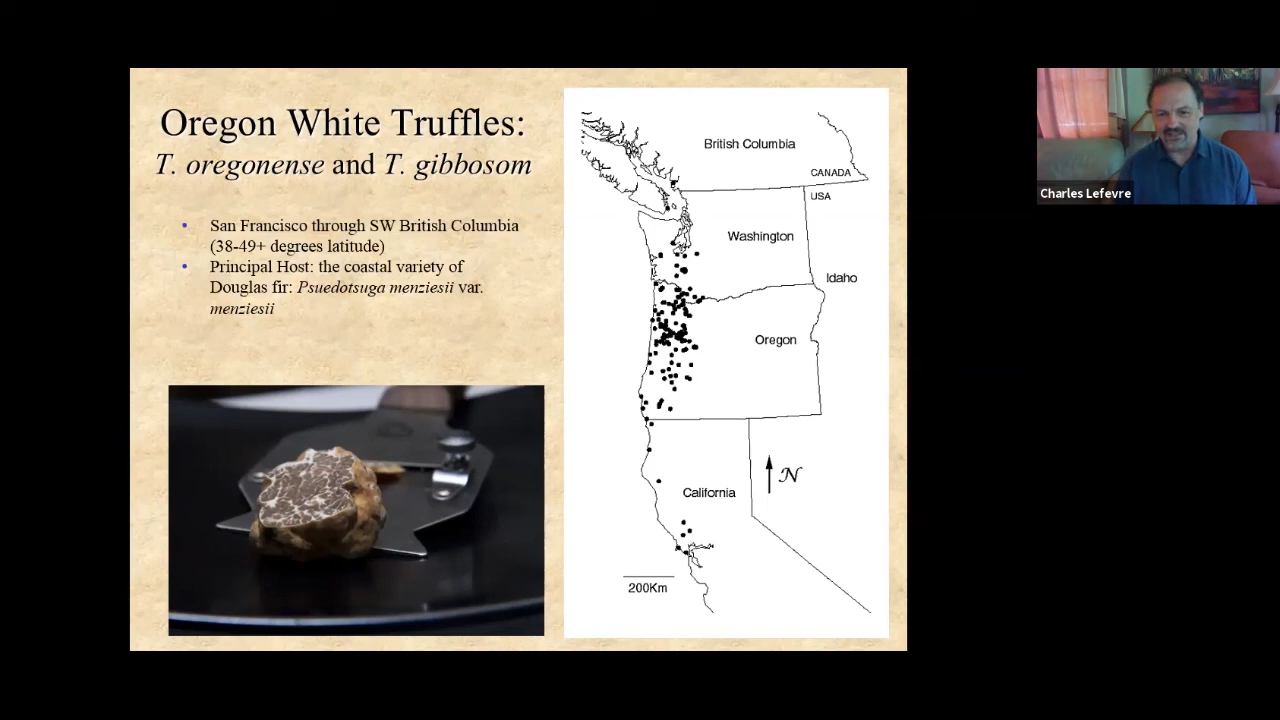 Oregon White Truffles:
T. oregonense and T. gibbosom
• San Francisco through SW British Columbia
(38-49+ degrees latitude)
• Principal Host: the coastal variety of
Douglas fir: Psuedotsuga menziesii var.
menziesii
British Columbia
CANADA
USA
Washington
Idaho
Oregon
N
California
200Km
Charles Lefevre